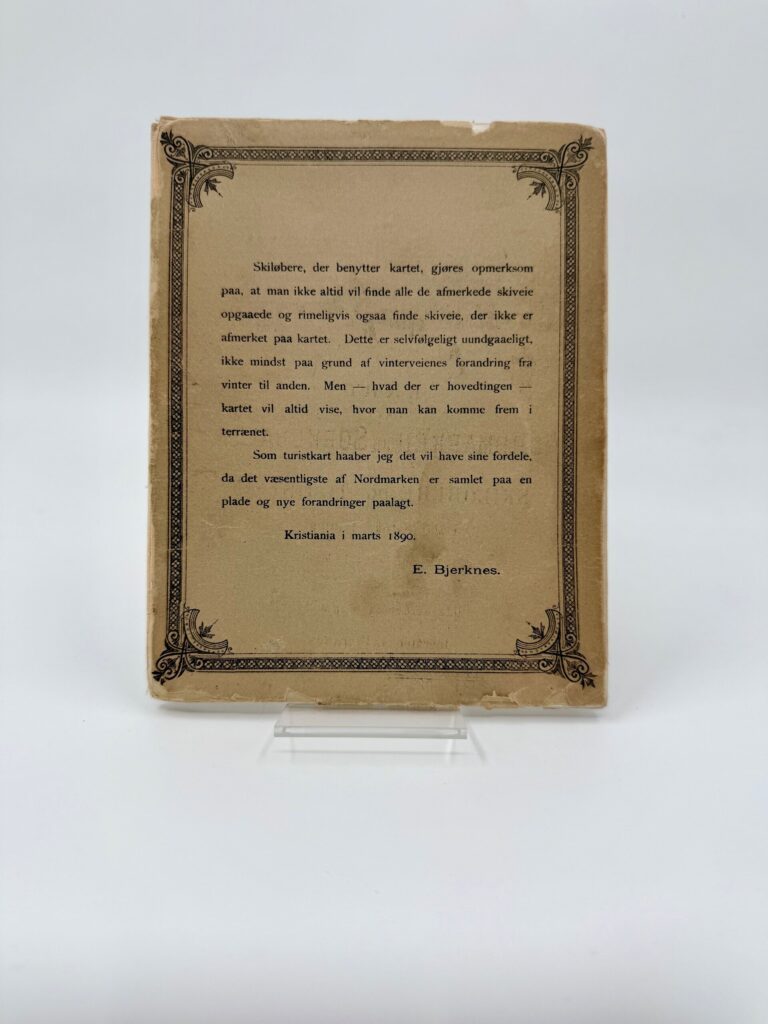 Skiløbere, der benytter kartet, gjøres opmerksom
paa, at man ikke altid vil finde alle de afmerkede skiveie
opgaaede og rimeligvis ogsaa finde skiveie, der ikke er
afmerket paa kartet. Dette er selvfølgeligt uundgaaeligt,
ikke mindst paa grund af vinterveienes forandring fra
vinter til anden. Men — hvad der er hovedtingen —
kartet vil altid vise, hvor man kan komme frem i
terrænet.
Som turistkart haaber jeg det vil have sine fordele,
da det væsentligste af Nordmarken er samlet paa en
plade og nye forandringer paalagt.
Kristiania i marts 1890.
E. Bjerknes.